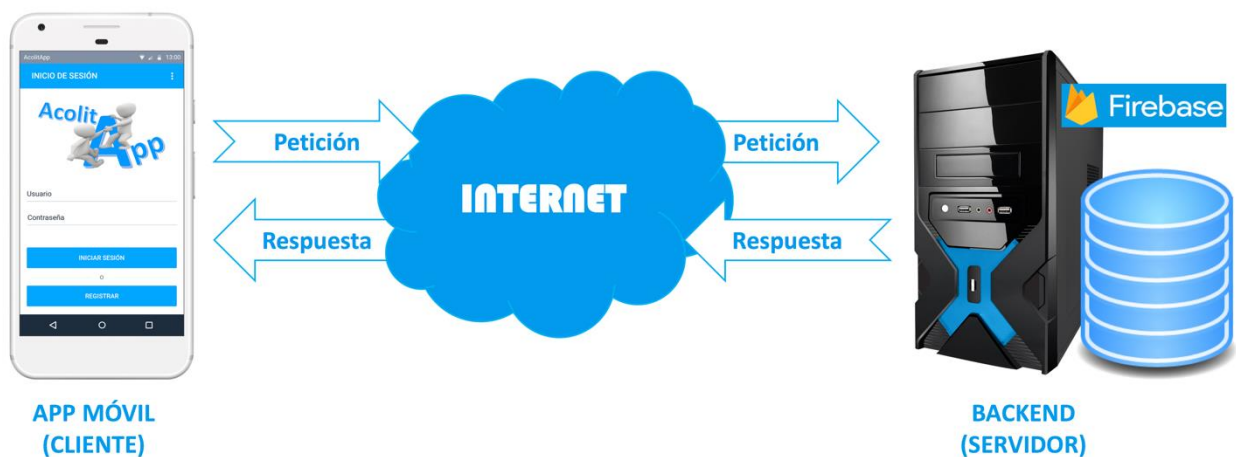 AcolitApp 13:00
INICIO DE SESIÓN
Acolit
App
Usuario
Contraseña
INICIAR SESIÓN
o:
REGISTRAR
Petición
Respuesta
INTERNET
Petición
Respuesta
Firebase
APP MÓVIL
(CLIENTE)
BACKEND
(SERVIDOR)